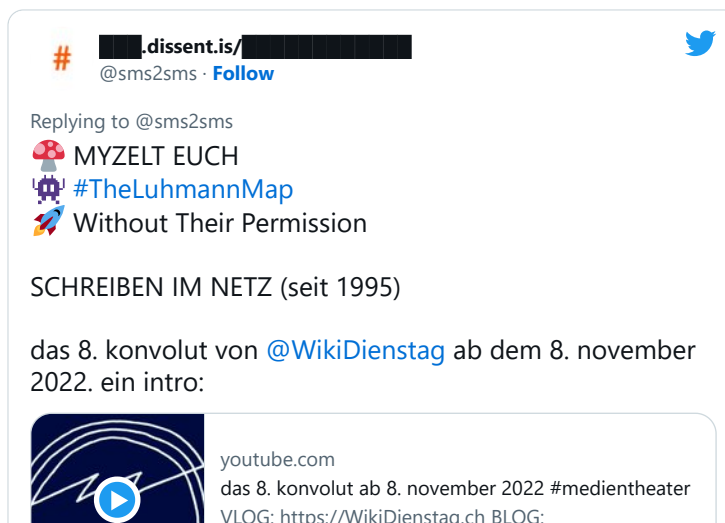 ███.dissent.is/████████████
@sms2sms · Follow
Replying to @sms2sms
🍄 MYZELT EUCH
👾 #TheLuhmannMap
🚀 Without Their Permission
SCHREIBEN IM NETZ (seit 1995)
das 8. konvolut von @WikiDienstag ab dem 8. november
2022. ein intro:
youtube.com
das 8. konvolut ab 8. november 2022 #medientheater
VLOG: https://WikiDienstag.ch BLOG: